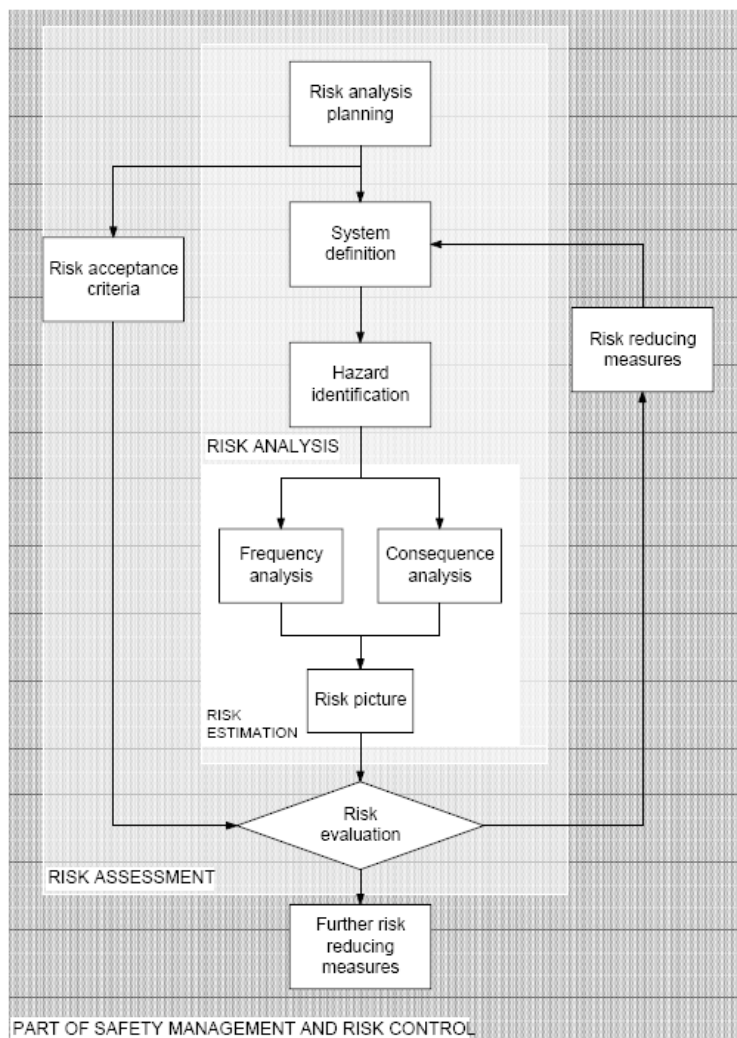 Risk analysis
planning
System
definition
Risk acceptance
criteria
Risk reducing
measures
Hazard
identification
RISK ANALYSIS
Frequency
analysis
Consequence
analysis
Risk picture
RISK
ESTIMATION
Risk
evaluation
RISK ASSESSMENT
Further risk
reducing
measures
PART OF SAFETY MANAGEMENT AND RISK CONTROL